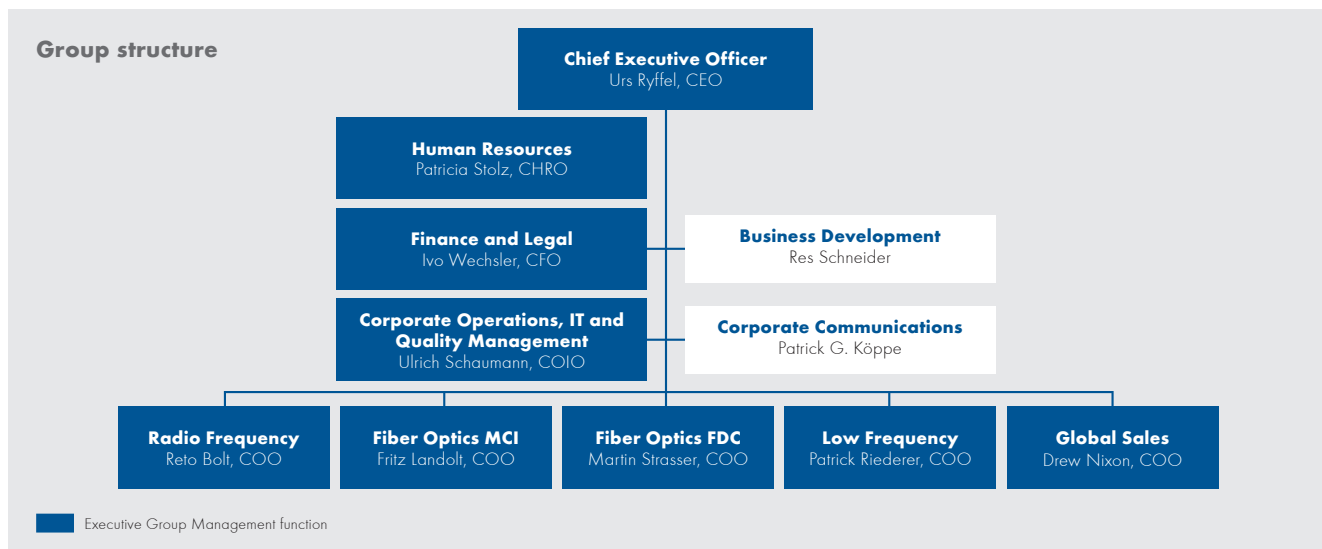 Group structure
Chief Executive Officer
Urs Ryffel, CEO
Human Resources
Patricia Stolz, CHRO
Finance and Legal
Ivo Wechsler, CFO
Business Development
Res Schneider
Corporate Operations, IT and
Quality Management
Ulrich Schaumann, COIO
Corporate Communications
Patrick G. Köppe
Radio Frequency
Reto Bolt, COO
Fiber Optics MCI
Fritz Landolt, COO
Fiber Optics FDC
Martin Strasser, COO
Low Frequency
Patrick Riederer, COO
Global Sales
Drew Nixon, COO
Executive Group Management function